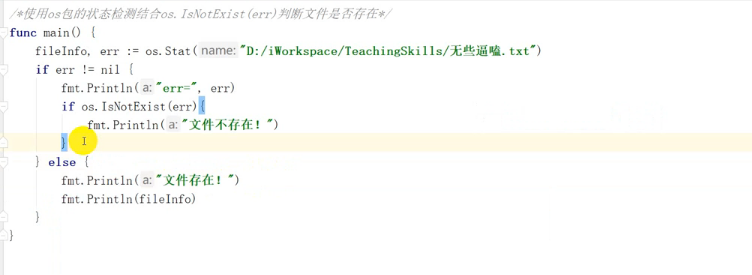 /*使用os包的状态检测结合os.IsNotExist(err)判断文件是否存在*/
func main() {
    fileInfo, err := os.Stat( name: "D:/iWorkspace/TeachingSkills/无些逼嗑.txt")
    if err != nil {
        fmt.Println( a: "err=", err)
        if os.IsNotExist(err){
            fmt.Println( a: "文件不存在！")
        }
    } else {
        fmt.Println( a: "文件存在！")
        fmt.Println(fileInfo)
    }
}